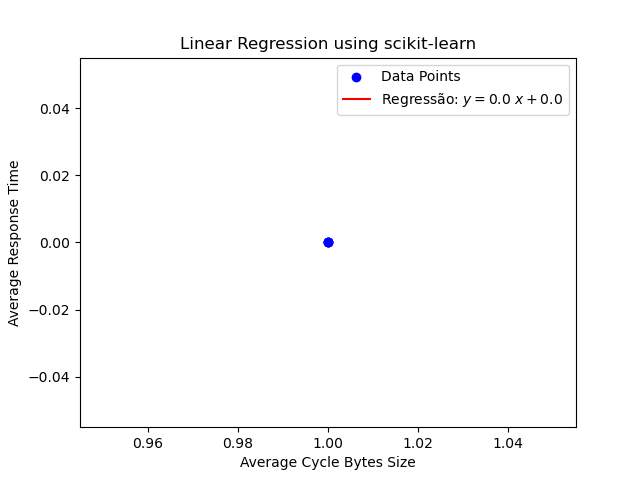 Linear Regression using scikit-learn
Data Points
Regressão: y = 0.0 x + 0.0
Average Response Time
0.04
0.02
0.00
−0.02
−0.04
0.96 0.98 1.00 1.02 1.04
Average Cycle Bytes Size